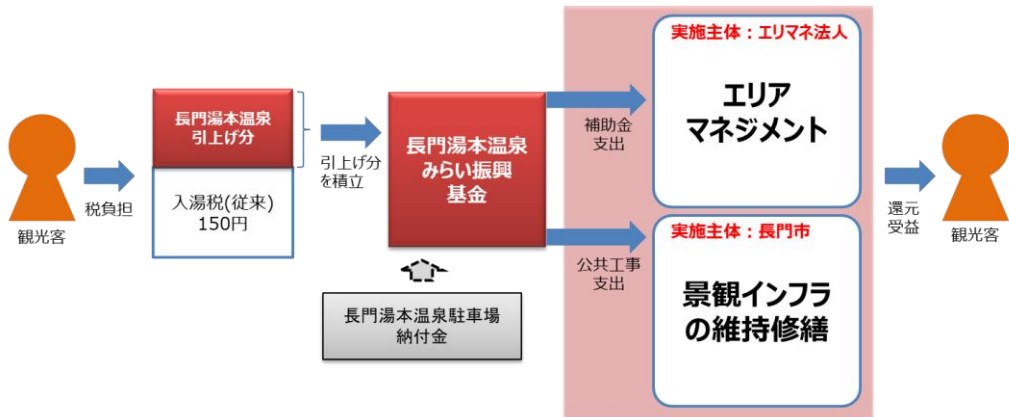 観光客
税負担
長門湯本温泉
引上げ分
入湯税(従来)
150円
引上げ分
を積立
長門湯本温泉
みらい振興
基金
長門湯本温泉駐車場
納付金
補助金
支出
公共工事
支出
実施主体：エリマネ法人
エリア
マネジメント
実施主体：長門市
景観インフラ
の維持修繕
還元
受益
観光客